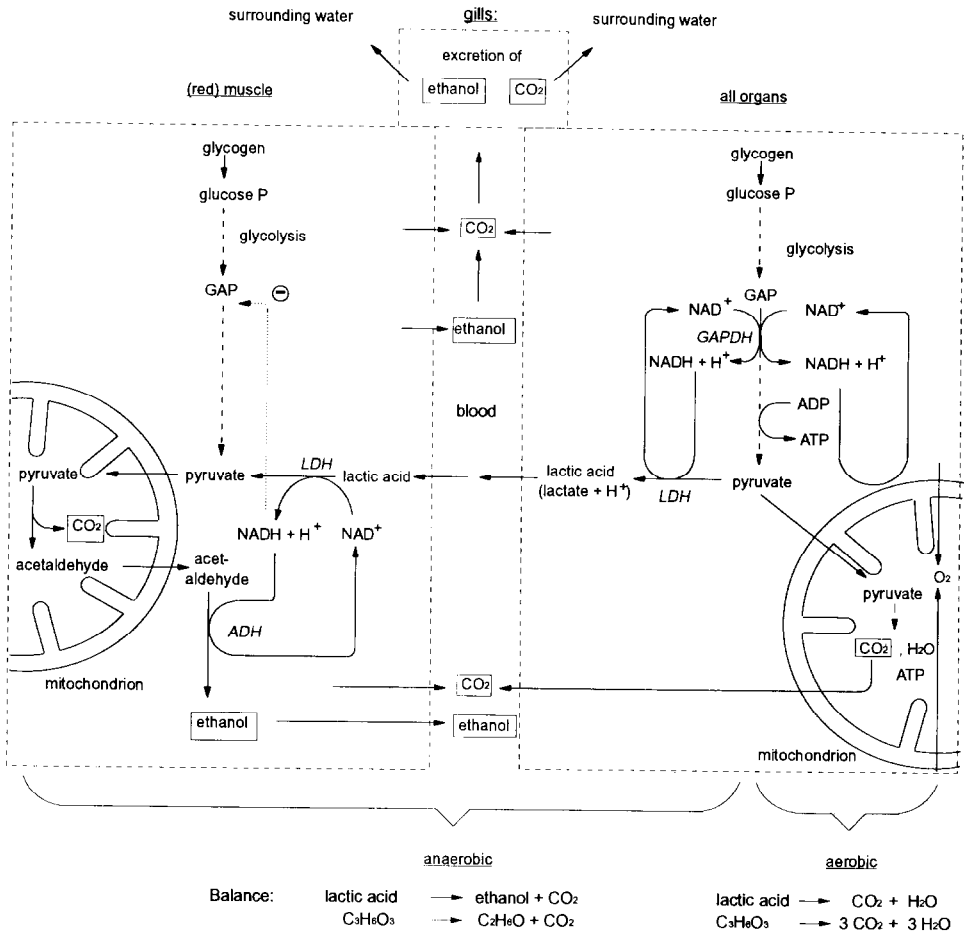 surrounding water
gills:
surrounding water
excretion of
ethanol CO₂
(red) muscle
all organs
glycogen
glucose P
glycolysis
GAP
⊖
CO₂
ethanol
blood
glycogen
glucose P
glycolysis
NAD⁺ GAP NAD⁺
GAPDH
NADH + H⁺ NADH + H⁺
ADP
ATP
pyruvate
pyruvate
LDH
lactic acid
lactic acid
(lactate + H⁺)
LDH
pyruvate
CO₂
NADH + H⁺ NAD⁺
acetaldehyde
acet-
aldehyde
ADH
mitochondrion
ethanol
CO₂
ethanol
O₂
pyruvate
CO₂ , H₂O
ATP
mitochondrion
anaerobic
aerobic
Balance: lactic acid → ethanol + CO₂
C₃H₆O₃ → C₂H₆O + CO₂
lactic acid → CO₂ + H₂O
C₃H₆O₃ → 3 CO₂ + 3 H₂O